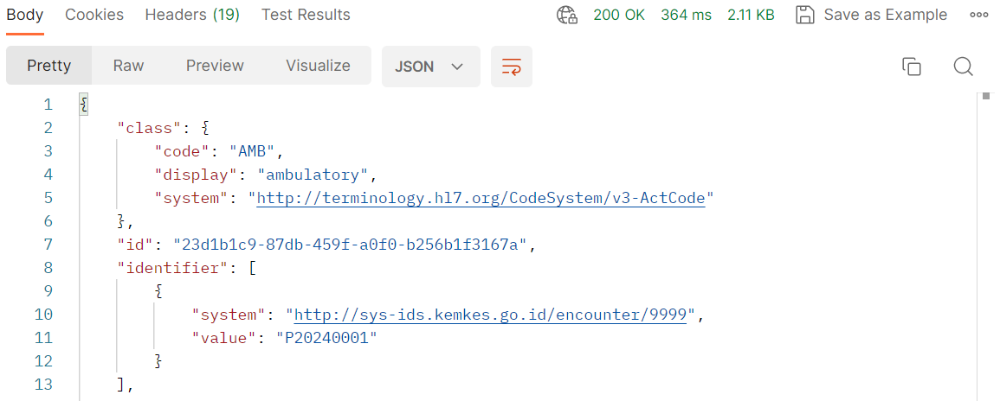 Body Cookies Headers (19) Test Results 200 OK 364 ms 2.11 KB Save as Example
Pretty Raw Preview Visualize JSON
1 {
2 "class": {
3 "code": "AMB",
4 "display": "ambulatory",
5 "system": "http://terminology.hl7.org/CodeSystem/v3-ActCode"
6 },
7 "id": "23d1b1c9-87db-459f-a0f0-b256b1f3167a",
8 "identifier": [
9 {
10 "system": "http://sys-ids.kemkes.go.id/encounter/9999",
11 "value": "P20240001"
12 }
13 ],